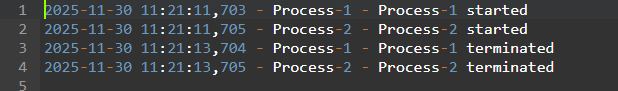 1 2025-11-30 11:21:11,703 - Process-1 - Process-1 started
2 2025-11-30 11:21:11,705 - Process-2 - Process-2 started
3 2025-11-30 11:21:13,704 - Process-1 - Process-1 terminated
4 2025-11-30 11:21:13,705 - Process-2 - Process-2 terminated
5